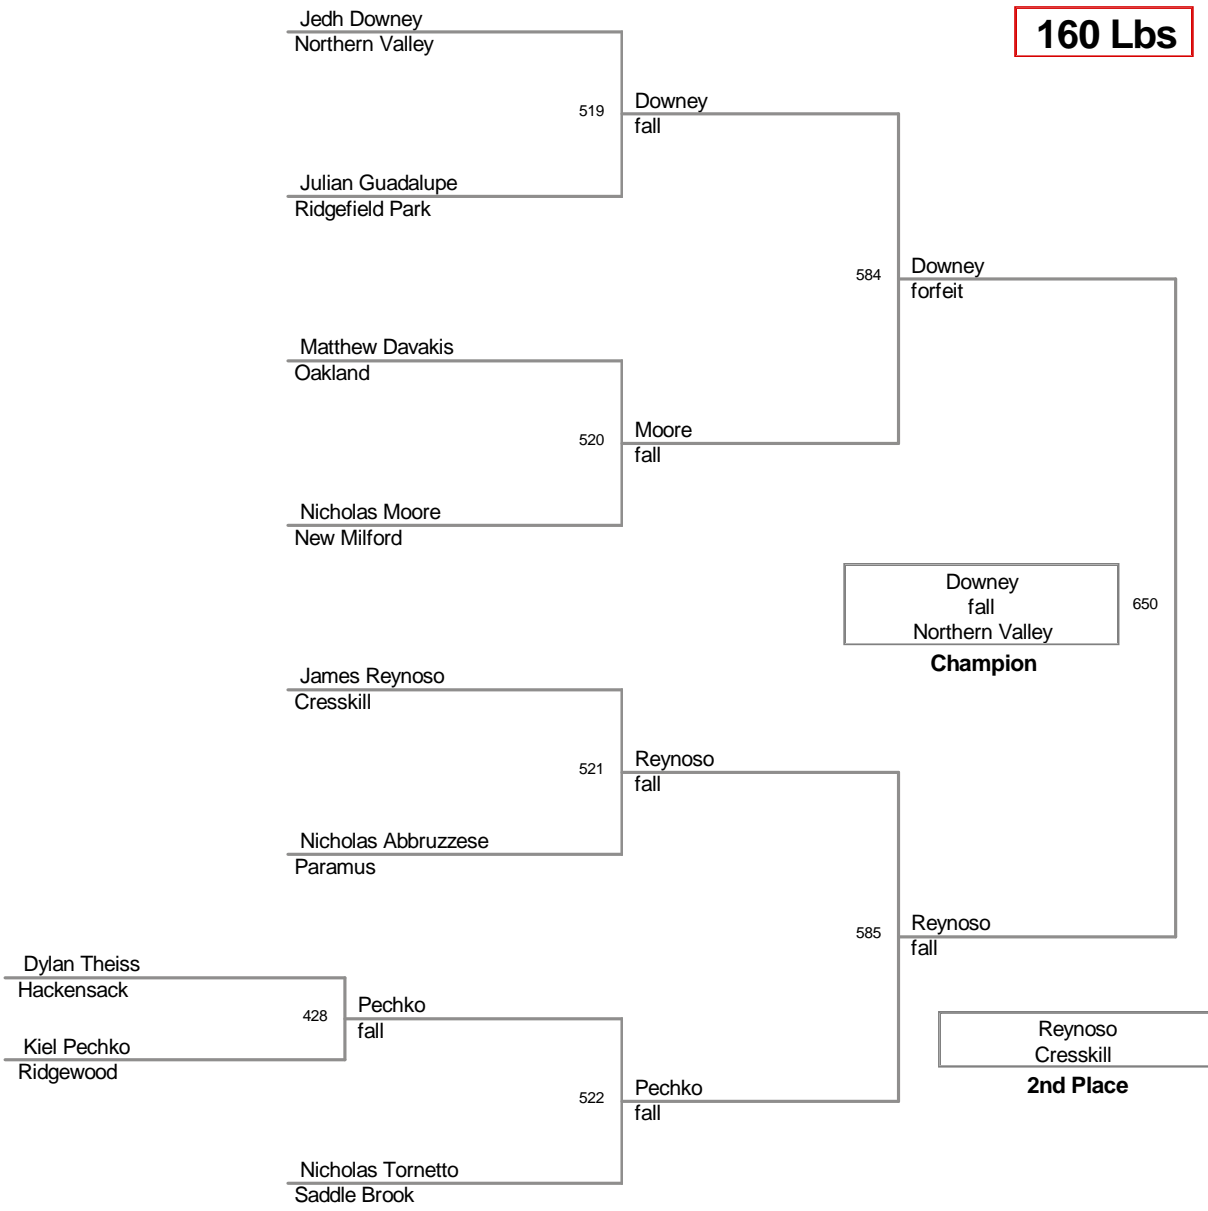 Jedh Downey
Northern Valley
160 Lbs
519
Downey
fall
Julian Guadalupe
Ridgefield Park
584
Downey
forfeit
Matthew Davakis
Oakland
520
Moore
fall
Nicholas Moore
New Milford
Downey
fall
Northern Valley
650
Champion
James Reynoso
Cresskill
521
Reynoso
fall
Nicholas Abbruzzese
Paramus
585
Reynoso
fall
Dylan Theiss
Hackensack
428
Pechko
fall
Kiel Pechko
Ridgewood
Reynoso
Cresskill
2nd Place
522
Pechko
fall
Nicholas Tornetto
Saddle Brook